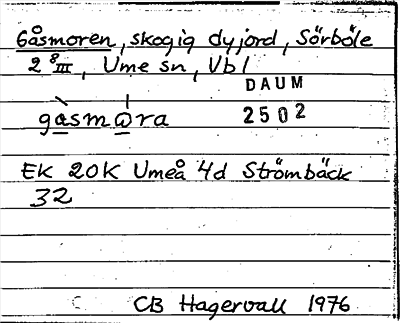 Gåsmoren, skogig dyjord, Sörböle
2 8 III, Ume sn, Vbl
DAUM
2502
gasmωra
EK 20K Umeå 4d Strömbäck
32
CB Hagervall 1976